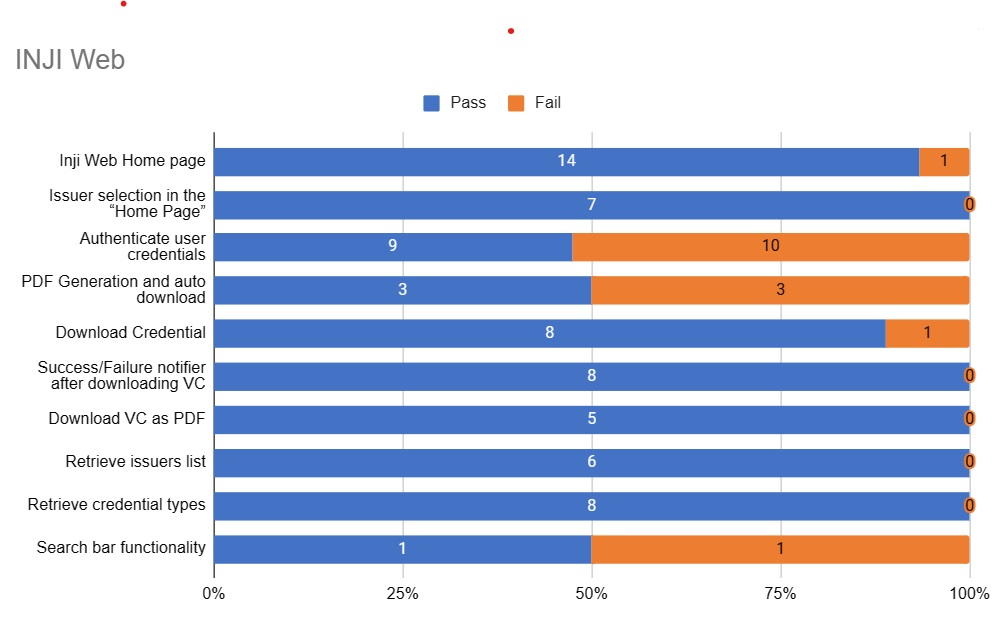 INJI Web
Pass Fail
Inji Web Home page 14 1
Issuer selection in the
“Home Page” 7 0
Authenticate user
credentials 9 10
PDF Generation and auto
download 3 3
Download Credential 8 1
Success/Failure notifier
after downloading VC 8 0
Download VC as PDF 5 0
Retrieve issuers list 6 0
Retrieve credential types 8 0
Search bar functionality 1 1
0% 25% 50% 75% 100%